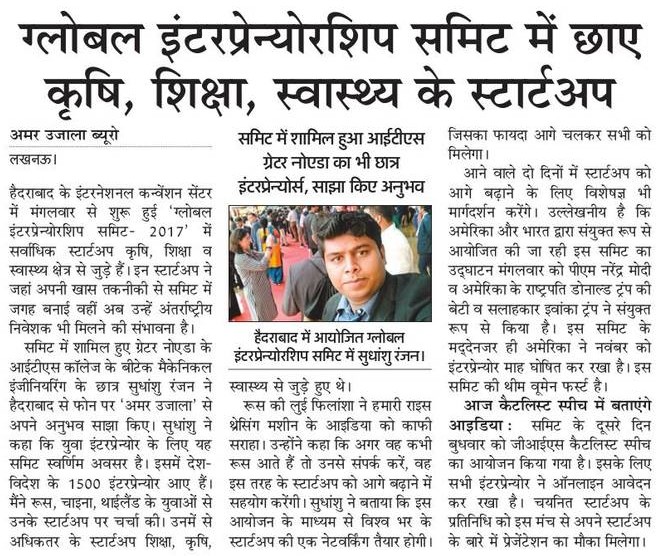 ग्लोबल इंटरप्रेन्योरशिप समिट में छाए
कृषि, शिक्षा, स्वास्थ्य के स्टार्टअप
अमर उजाला ब्यूरो
लखनऊ।
हैदराबाद के इंटरनेशनल कन्वेंशन सेंटर
में मंगलवार से शुरू हुई ‘ग्लोबल
इंटरप्रेन्योरशिप समिट- 2017’ में
सर्वाधिक स्टार्टअप कृषि, शिक्षा व
स्वास्थ्य क्षेत्र से जुड़े हैं। इन स्टार्टअप ने
जहां अपनी खास तकनीकी से समिट में
जगह बनाई वहीं अब उन्हें अंतर्राष्ट्रीय
निवेशक भी मिलने की संभावना है।
समिट में शामिल हुए ग्रेटर नोएडा के
आईटीएस कॉलेज के बीटेक मैकेनिकल
इंजीनियरिंग के छात्र सुधांशु रंजन ने
हैदराबाद से फोन पर ‘अमर उजाला’ से
अपने अनुभव साझा किए। सुधांशु ने
कहा कि युवा इंटरप्रेन्योर के लिए यह
समिट स्वर्णिम अवसर है। इसमें देश-
विदेश के 1500 इंटरप्रेन्योर आए हैं।
मैंने रूस, चाइना, थाईलैंड के युवाओं से
उनके स्टार्टअप पर चर्चा की। उनमें से
अधिकतर के स्टार्टअप शिक्षा, कृषि,
समिट में शामिल हुआ आईटीएस
ग्रेटर नोएडा का भी छात्र
इंटरप्रेन्योर्स, साझा किए अनुभव
हैदराबाद में आयोजित ग्लोबल
इंटरप्रेन्योरशिप समिट में सुधांशु रंजन।
स्वास्थ्य से जुड़े हुए थे।
रूस की लुई फिलांशा ने हमारी राइस
थ्रेसिंग मशीन के आइडिया को काफी
सराहा। उन्होंने कहा कि अगर वह कभी
रूस आते हैं तो उनसे संपर्क करें, वह
इस तरह के स्टार्टअप को आगे बढ़ाने में
सहयोग करेंगी। सुधांशु ने बताया कि इस
आयोजन के माध्यम से विश्व भर के
स्टार्टअप की एक नेटवर्किंग तैयार होगी।
जिसका फायदा आगे चलकर सभी को
मिलेगा।
आने वाले दो दिनों में स्टार्टअप को
आगे बढ़ाने के लिए विशेषज्ञ भी
मार्गदर्शन करेंगे। उल्लेखनीय है कि
अमेरिका और भारत द्वारा संयुक्त रूप से
आयोजित की जा रही इस समिट का
उद्घाटन मंगलवार को पीएम नरेंद्र मोदी
व अमेरिका के राष्ट्रपति डोनाल्ड ट्रंप की
बेटी व सलाहकार इवांका ट्रंप ने संयुक्त
रूप से किया है। इस समिट के
मद्देनजर ही अमेरिका ने नवंबर को
इंटरप्रेन्योर माह घोषित कर रखा है। इस
समिट की थीम वूमेन फर्स्ट है।
आज कैटलिस्ट स्पीच में बताएंगे
आइडिया : समिट के दूसरे दिन
बुधवार को जीआईएस कैटलिस्ट स्पीच
का आयोजन किया गया है। इसके लिए
सभी इंटरप्रेन्योर ने ऑनलाइन आवेदन
कर रखा है। चयनित स्टार्टअप के
प्रतिनिधि को इस मंच से अपने स्टार्टअप
के बारे में प्रेजेंटेशन का मौका मिलेगा।